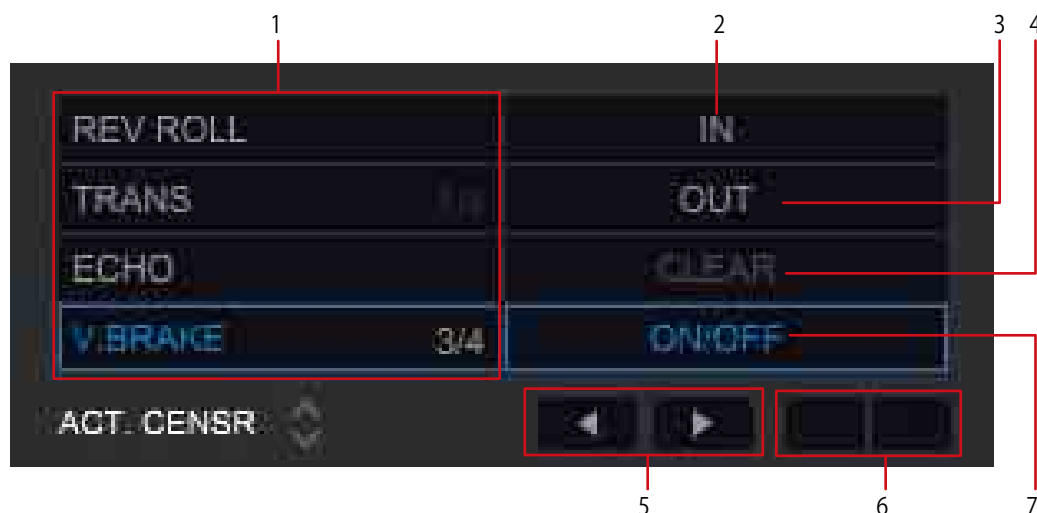 1 2 3 4
REV ROLL IN
TRANS OUT
ECHO CLEAR
V.BRAKE 3/4 ON/OFF
ACT. CENSR
5 6 7